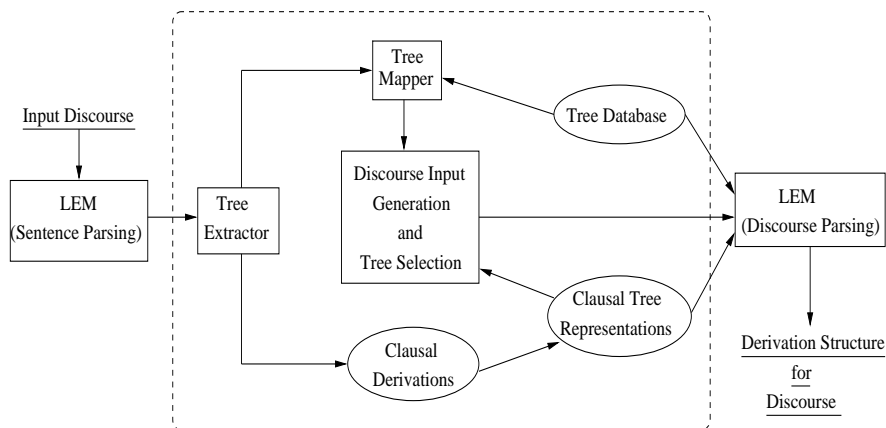 Input Discourse
LEM
(Sentence Parsing)
Tree
Extractor
Tree
Mapper
Tree Database
Discourse Input
Generation
and
Tree Selection
Clausal
Derivations
Clausal Tree
Representations
LEM
(Discourse Parsing)
Derivation Structure
for
Discourse